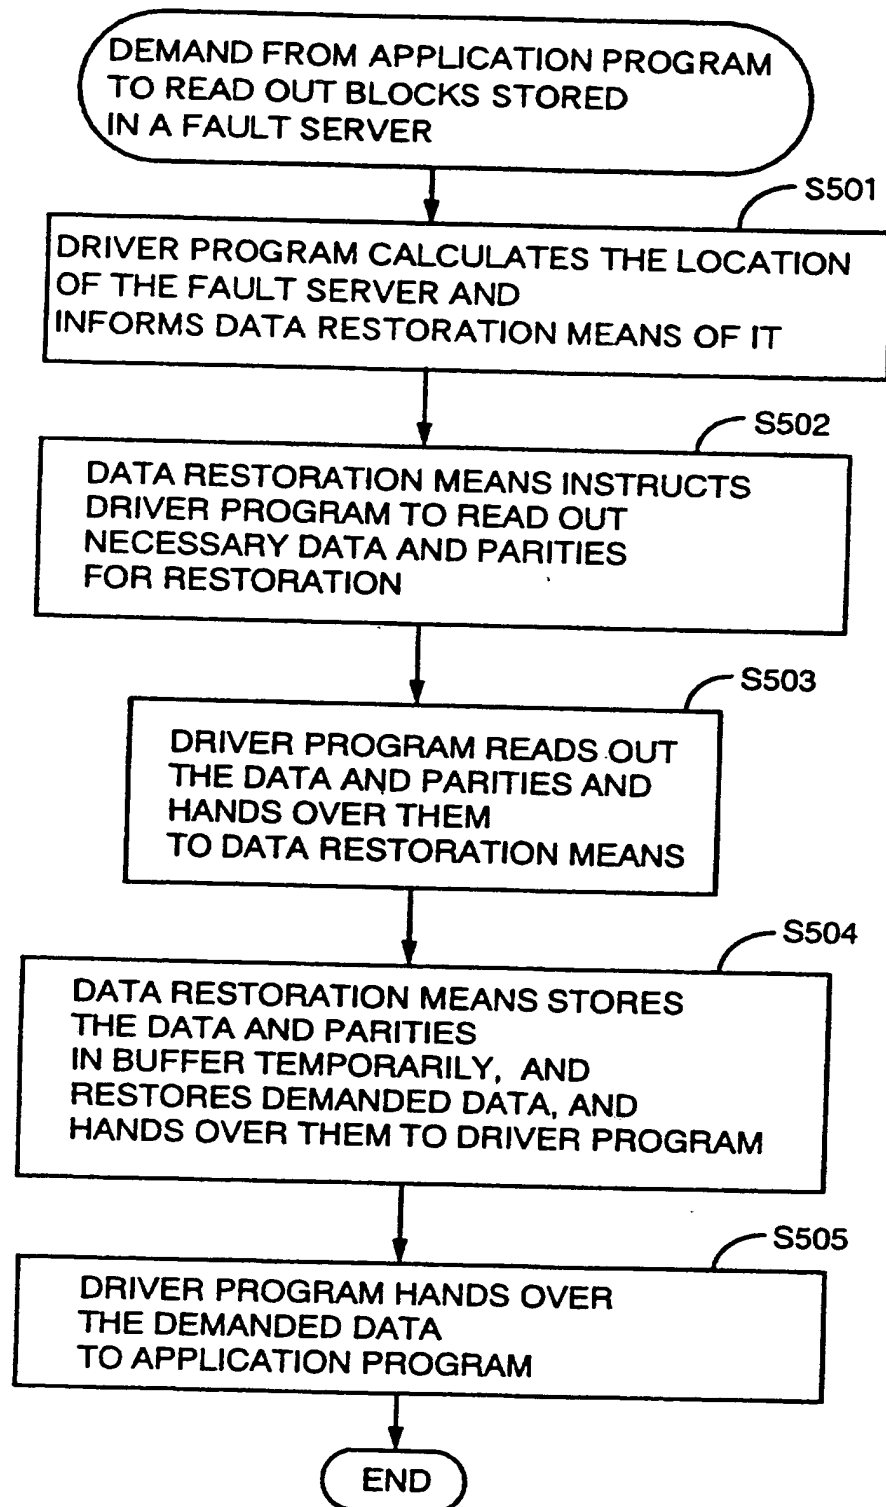 DEMAND FROM APPLICATION PROGRAM
TO READ OUT BLOCKS STORED
IN A FAULT SERVER
S501
DRIVER PROGRAM CALCULATES THE LOCATION
OF THE FAULT SERVER AND
INFORMS DATA RESTORATION MEANS OF IT
S502
DATA RESTORATION MEANS INSTRUCTS
DRIVER PROGRAM TO READ OUT
NECESSARY DATA AND PARITIES
FOR RESTORATION
S503
DRIVER PROGRAM READS OUT
THE DATA AND PARITIES AND
HANDS OVER THEM
TO DATA RESTORATION MEANS
S504
DATA RESTORATION MEANS STORES
THE DATA AND PARITIES
IN BUFFER TEMPORARILY, AND
RESTORES DEMANDED DATA, AND
HANDS OVER THEM TO DRIVER PROGRAM
S505
DRIVER PROGRAM HANDS OVER
THE DEMANDED DATA
TO APPLICATION PROGRAM
END